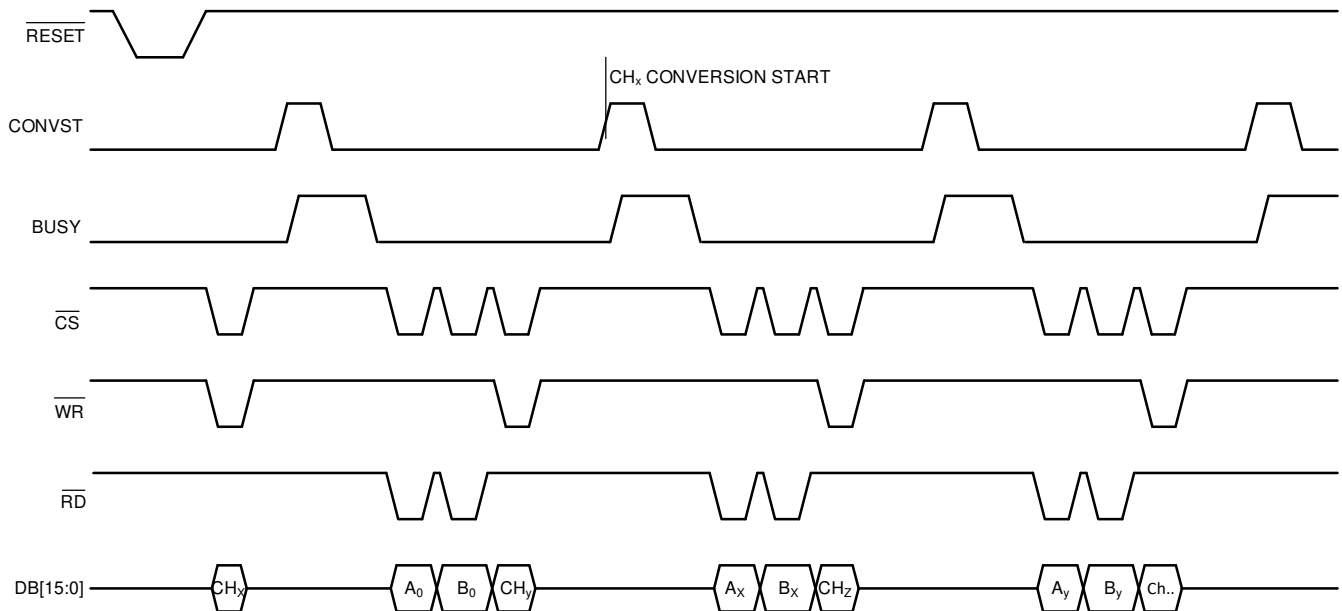 RESET
CHx CONVERSION START
CONVST
BUSY
CS
WR
RD
DB[15:0] CHX A0 B0 CHy AX BX CHZ Ay By Ch..